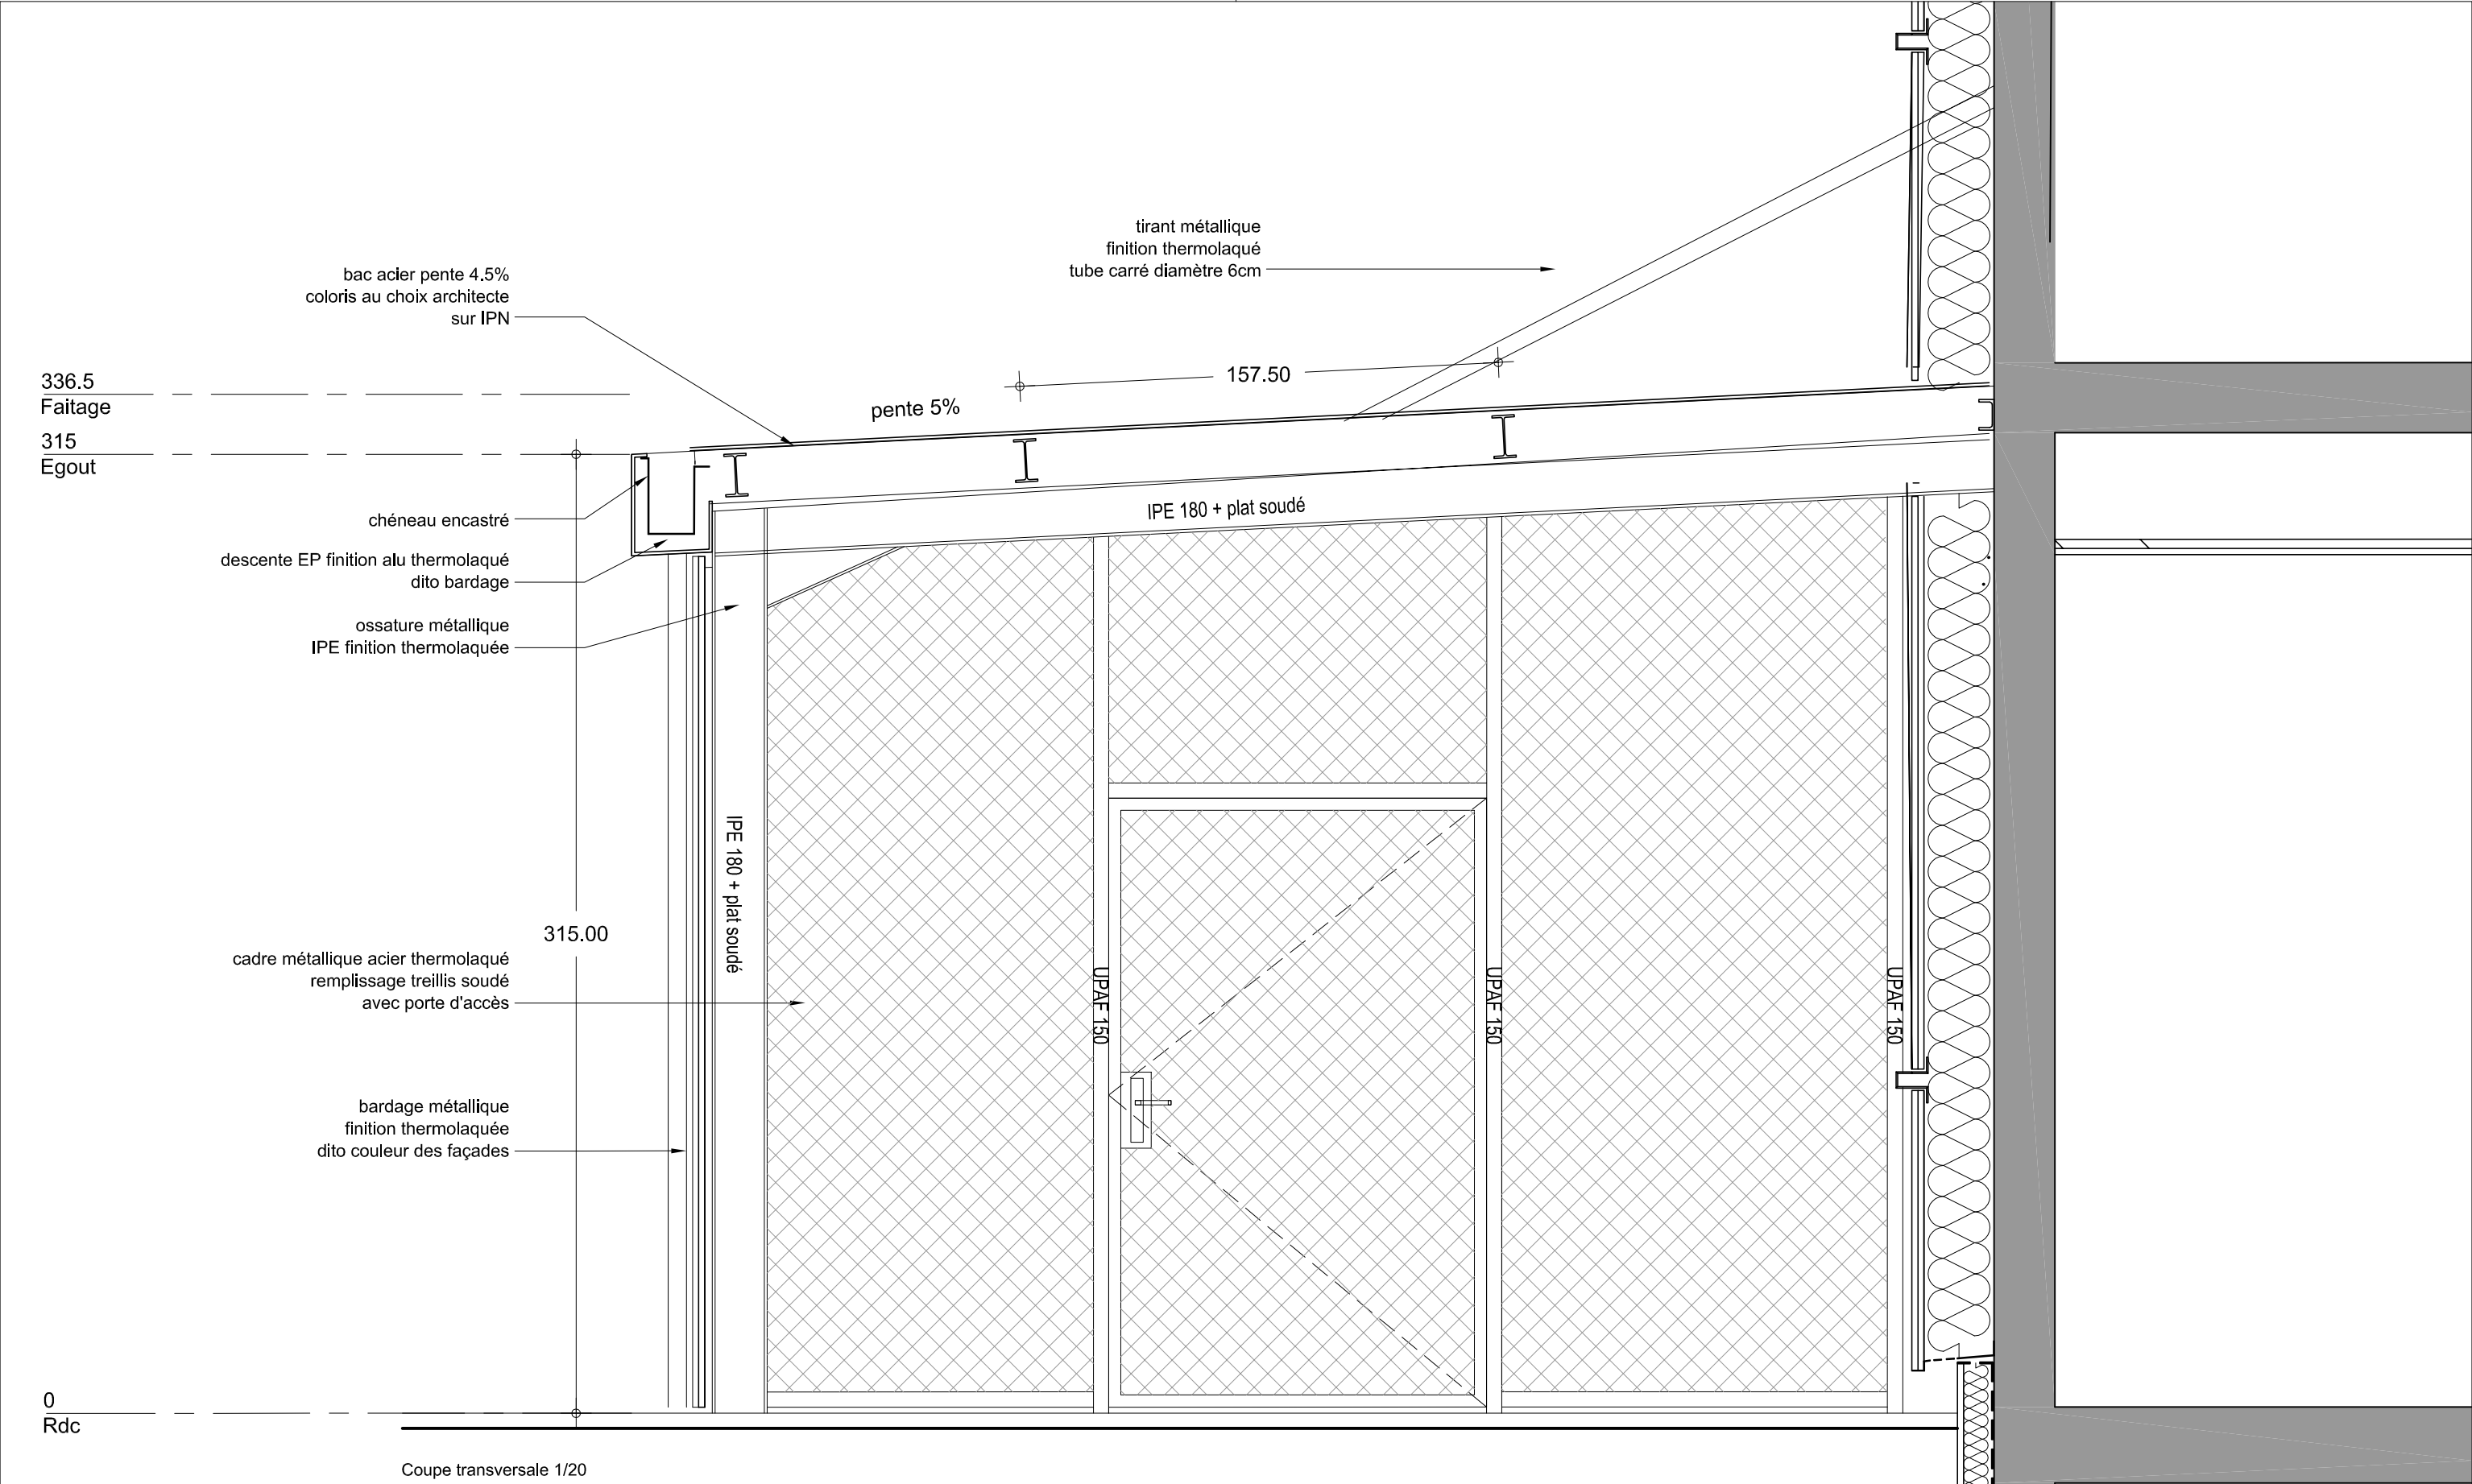 tirant métallique
finition thermolaqué
tube carré diamètre 6cm
bac acier pente 4.5%
coloris au choix architecte
sur IPN
157.50
336.5
Faitage
pente 5%
315
Egout
IPE 180 + plat soudé
chéneau encastré
descente EP finition alu thermolaqué
dito bardage
ossature métallique
IPE finition thermolaquée
IPE 180 + plat soudé
315.00
cadre métallique acier thermolaqué
remplissage treillis soudé
avec porte d'accès
UPAF 150
UPAF 150
UPAF 150
bardage métallique
finition thermolaquée
dito couleur des façades
0
Rdc
Coupe transversale 1/20